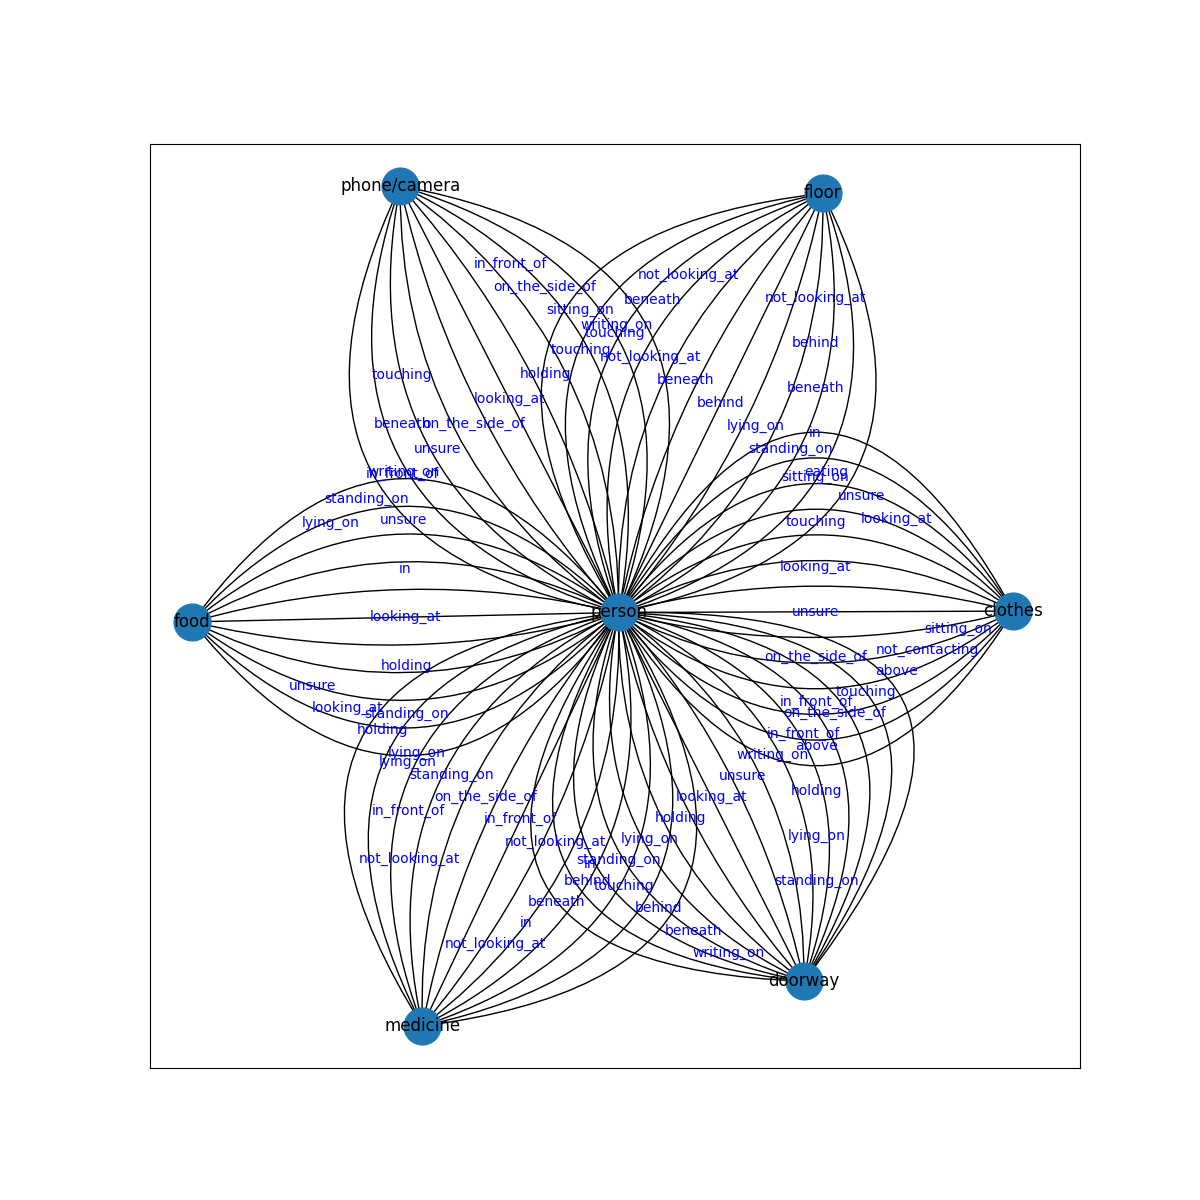 phone/camera
floor
in_front_of
not_looking_at
on_the_side_of
beneath
not_looking_at
sitting_on
writing_on
touching
behind
touching
not_looking_at
holding
touching
beneath
beneath
looking_at
behind
beneath
on_the_side_of
lying_on
in
unsure
standing_on
writing_on
in_front_of
eating
sitting_on
standing_on
unsure
lying_on
unsure
touching
looking_at
in
looking_at
person
clothes
unsure
looking_at
food
sitting_on
not_contacting
on_the_side_of
holding
above
unsure
touching
looking_at
in_front_of
standing_on
on_the_side_of
holding
in_front_of
above
lying_on
writing_on
lying_on
standing_on
unsure
holding
on_the_side_of
looking_at
in_front_of
in_front_of
holding
lying_on
not_looking_at
lying_on
not_looking_at
standing_on
in
behind
touching
standing_on
beneath
behind
in
beneath
not_looking_at
writing_on
doorway
medicine